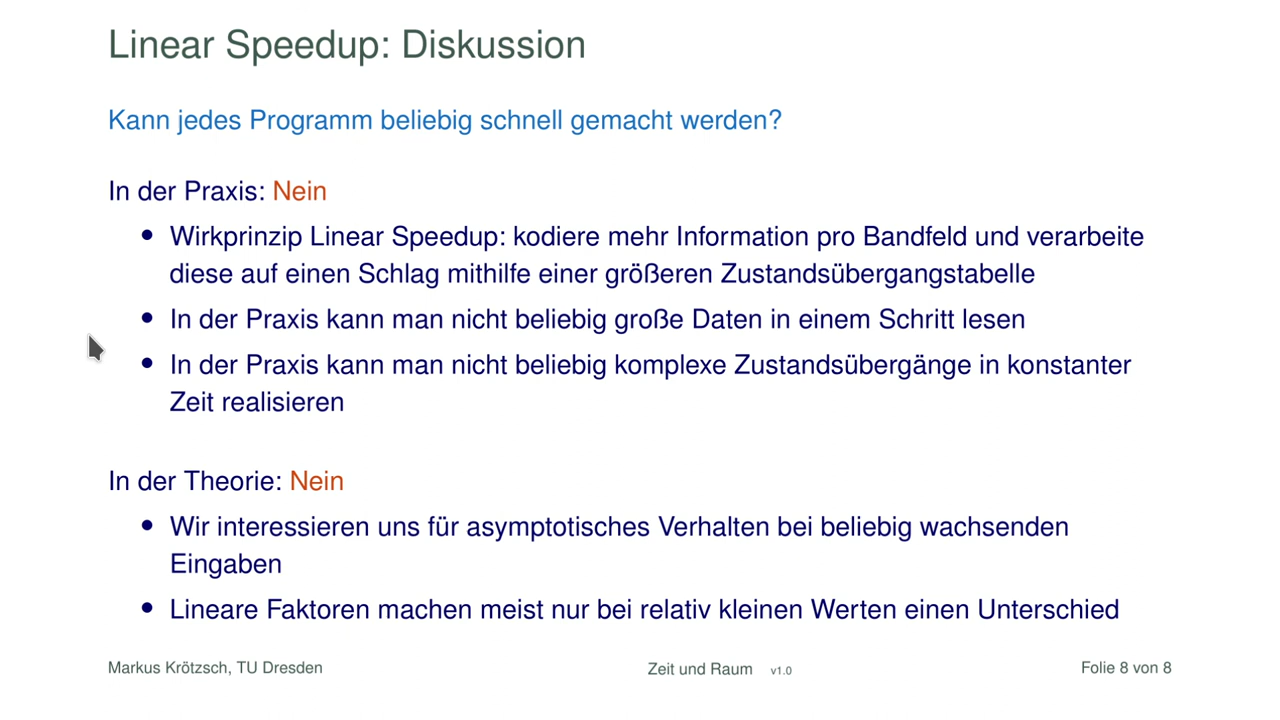 Linear Speedup: Diskussion
Kann jedes Programm beliebig schnell gemacht werden?
In der Praxis: Nein
• Wirkprinzip Linear Speedup: kodiere mehr Information pro Bandfeld und verarbeite
diese auf einen Schlag mithilfe einer größeren Zustandsübergangstabelle
• In der Praxis kann man nicht beliebig große Daten in einem Schritt lesen
• In der Praxis kann man nicht beliebig komplexe Zustandsübergänge in konstanter
Zeit realisieren
In der Theorie: Nein
• Wir interessieren uns für asymptotisches Verhalten bei beliebig wachsenden
Eingaben
• Lineare Faktoren machen meist nur bei relativ kleinen Werten einen Unterschied
Markus Krötzsch, TU Dresden Zeit und Raum v1.0 Folie 8 von 8